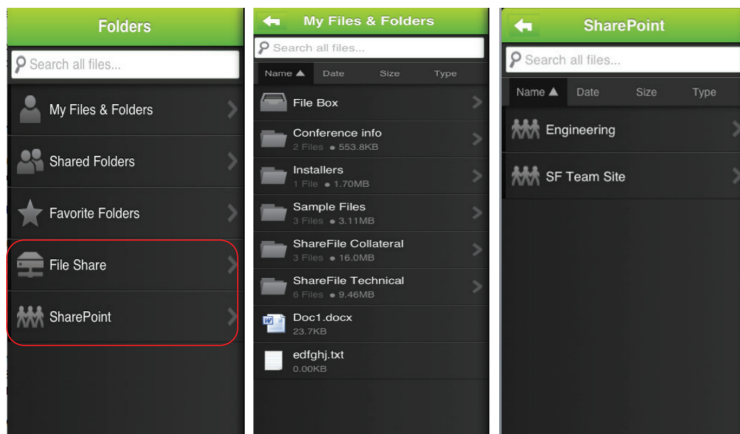 Folders
Search all files...
My Files & Folders
Shared Folders
Favorite Folders
File Share
SharePoint
My Files & Folders
Search all files...
Name ▲ Date Size Type
File Box
Conference info
2 Files ● 553.8KB
Installers
1 File ● 1.70MB
Sample Files
3 Files ● 3.11MB
ShareFile Collateral
3 Files ● 16.0MB
ShareFile Technical
6 Files ● 9.46MB
Doc1.docx
23.7KB
edfghj.txt
0.00KB
SharePoint
Search all files...
Name ▲ Date Size Type
Engineering
SF Team Site